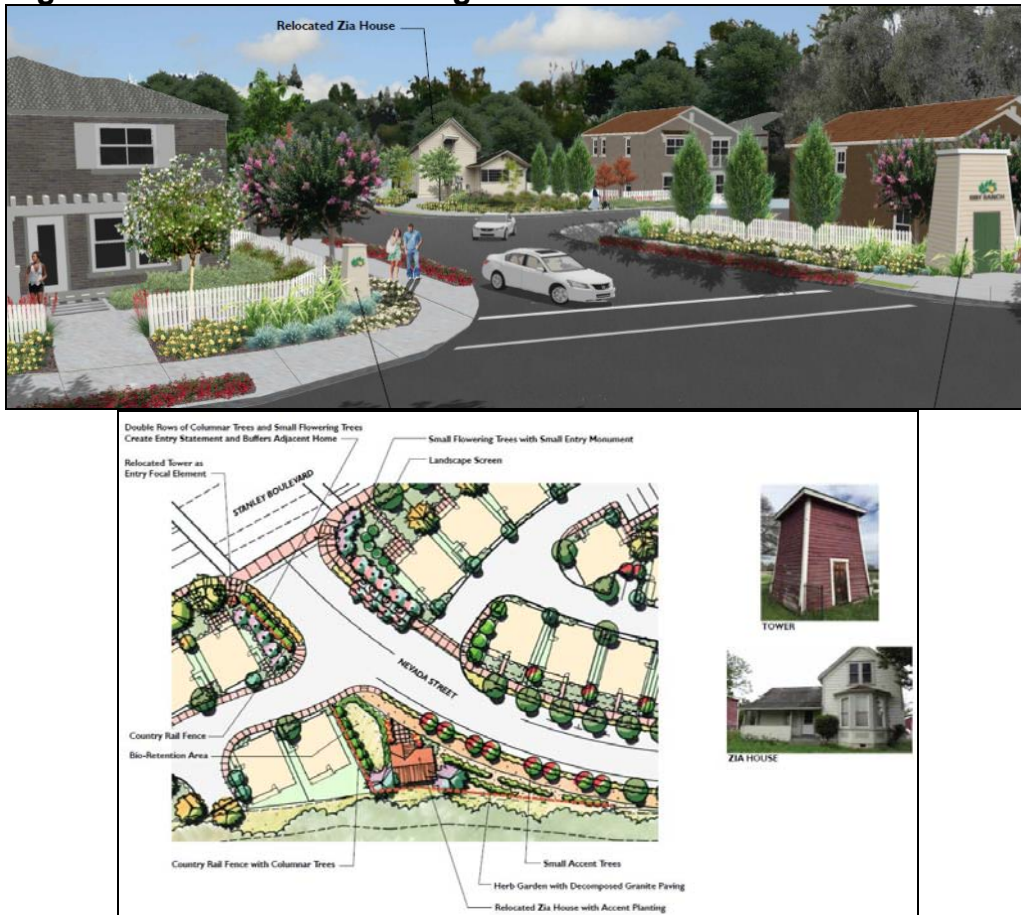 Relocated Zia House
RANCH
Double Rows of Columnar Trees and Small Flowering Trees
Create Entry Statement and Buffers Adjacent Home
Small Flowering Trees with Small Entry Monument
Relocated Tower as
Entry Focal Element
Landscape Screen
STANLEY BOULEVARD
TOWER
NEVADA STREET
Country Rail Fence
Bio-Retention Area
ZIA HOUSE
Country Rail Fence with Columnar Trees
Small Accent Trees
Herb Garden with Decomposed Granite Paving
Relocated Zia House with Accent Planting